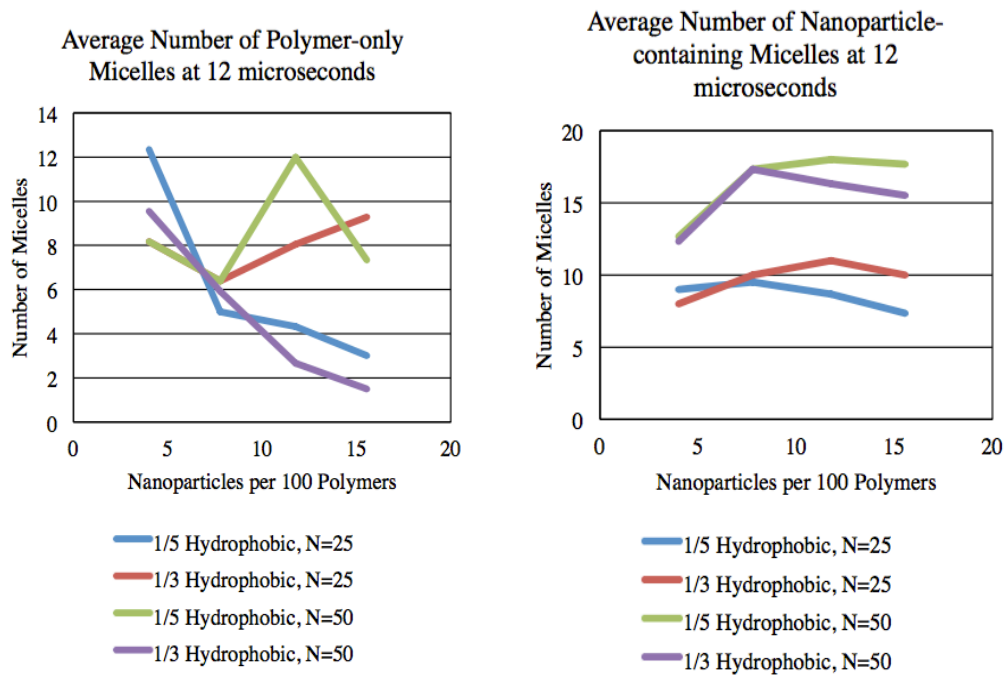 Average Number of Polymer-only
Micelles at 12 microseconds
Number of Micelles
14
12
10
8
6
4
2
0
0 5 10 15 20
Nanoparticles per 100 Polymers
1/5 Hydrophobic, N=25
1/3 Hydrophobic, N=25
1/5 Hydrophobic, N=50
1/3 Hydrophobic, N=50
Average Number of Nanoparticle-
containing Micelles at 12
microseconds
Number of Micelles
20
15
10
5
0
0 5 10 15 20
Nanoparticles per 100 Polymers
1/5 Hydrophobic, N=25
1/3 Hydrophobic, N=25
1/5 Hydrophobic, N=50
1/3 Hydrophobic, N=50